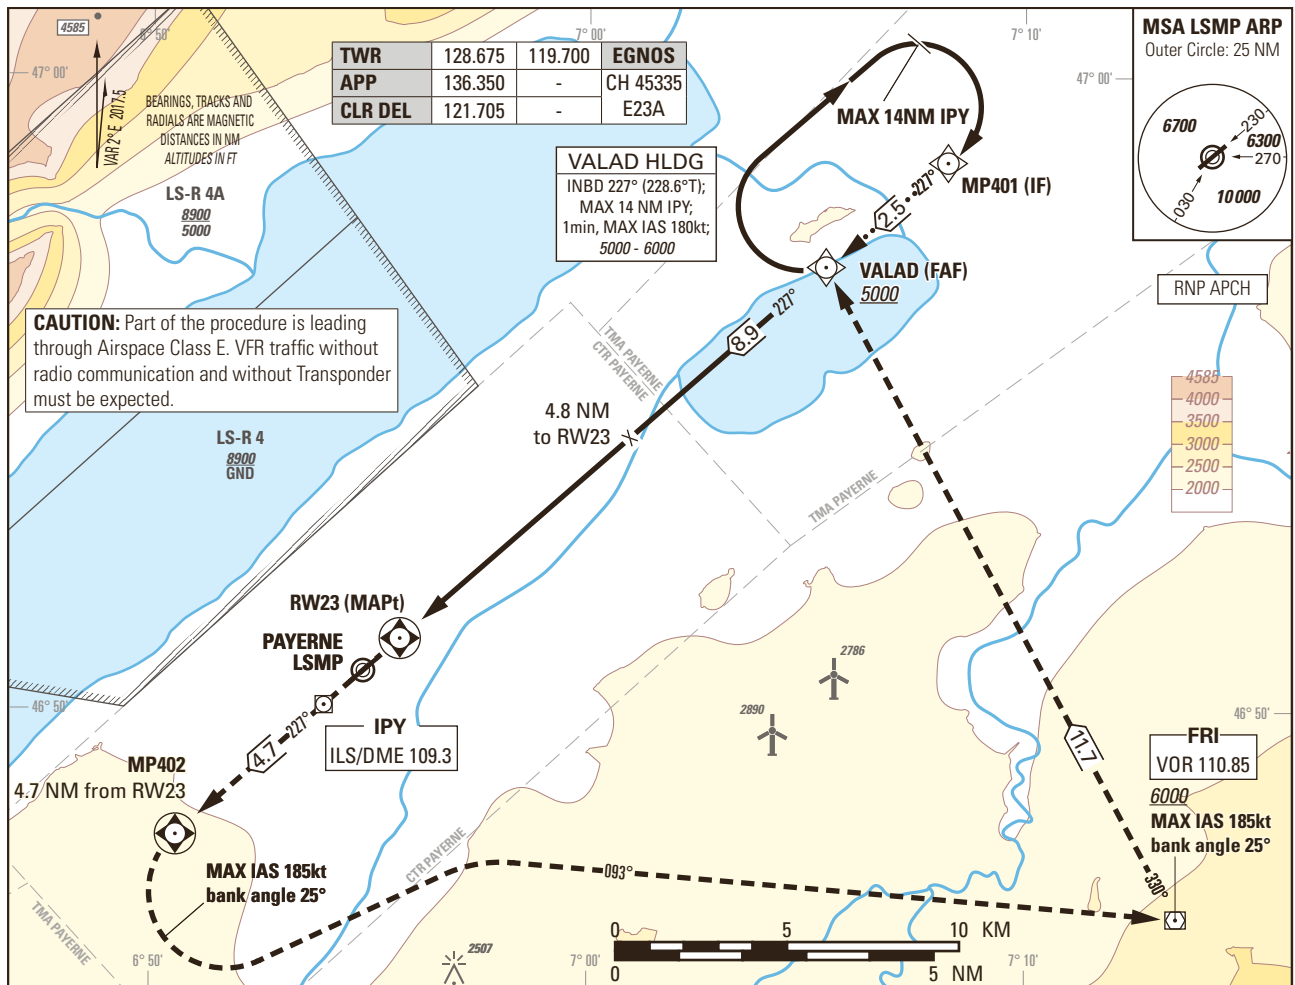 4585
6° 50'
7° 00'
7° 10'
47° 00'
47° 00'
VAR 2° E 2017.5
BEARINGS, TRACKS AND
RADIALS ARE MAGNETIC
DISTANCES IN NM
ALTITUDES IN FT
TWR 128.675 119.700 EGNOS
APP 136.350 - CH 45335
CLR DEL 121.705 - E23A
MSA LSMP ARP
Outer Circle: 25 NM
6700
230
6300
270
10000
030
MAX 14NM IPY
VALAD HLDG
INBD 227° (228.6°T);
MAX 14 NM IPY;
1min, MAX IAS 180kt;
5000 - 6000
227°
MP401 (IF)
2.5
LS-R 4A
8900
5000
VALAD (FAF)
5000
RNP APCH
227°
8.9
CAUTION: Part of the procedure is leading
through Airspace Class E. VFR traffic without
radio communication and without Transponder
must be expected.
TMA PAYERNE
CTR PAYERNE
4585
4000
3500
3000
2500
2000
4.8 NM
to RW23
LS-R 4
8900
GND
TMA PAYERNE
RW23 (MAPt)
PAYERNE
LSMP
2786
2890
46° 50'
46° 50'
227°
4.7
IPY
ILS/DME 109.3
11.7
FRI
VOR 110.85
6000
MAX IAS 185kt
bank angle 25°
MP402
4.7 NM from RW23
MAX IAS 185kt
bank angle 25°
CTR PAYERNE
093°
330°
TMA PAYERNE
2507
0 5 10 KM
0 5 NM
6° 50'
7° 00'
7° 10'